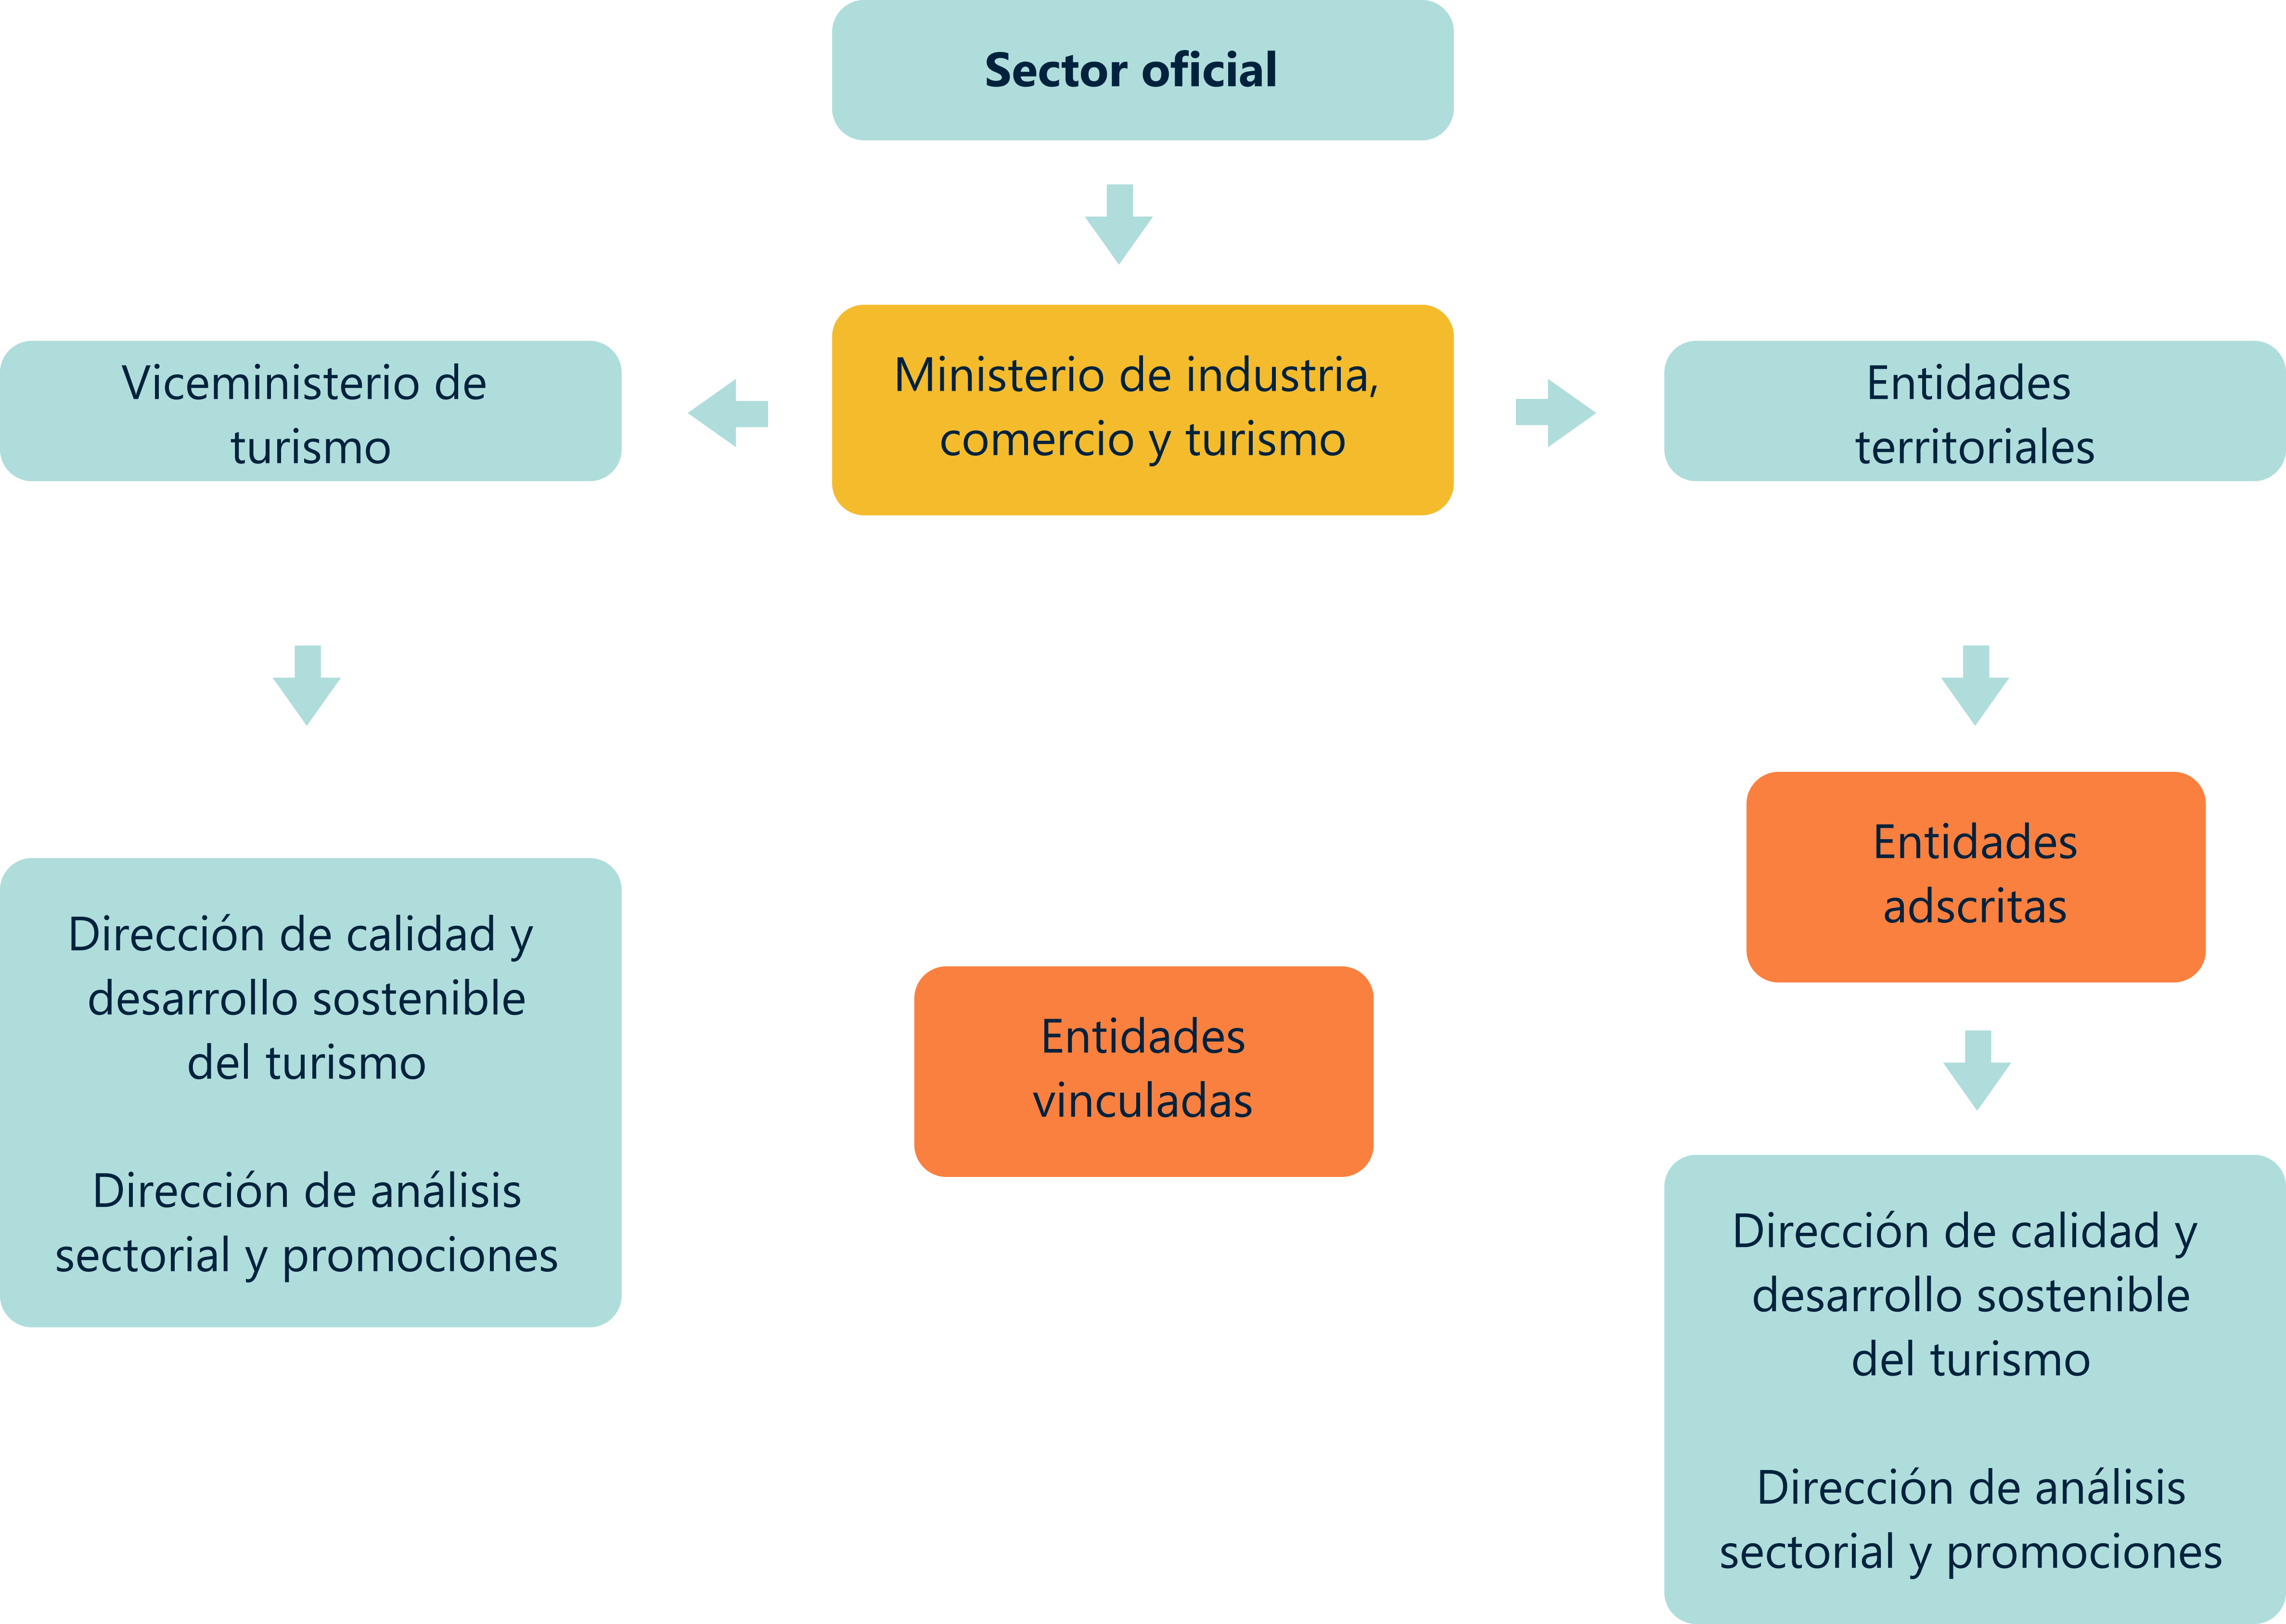 Sector oficial
Ministerio de industria,
comercio y turismo
Viceministerio de
turismo
Entidades
territoriales
Dirección de calidad y
desarrollo sostenible
del turismo
Dirección de análisis
sectorial y promociones
Entidades
vinculadas
Entidades
adscritas
Dirección de calidad y
desarrollo sostenible
del turismo
Dirección de análisis
sectorial y promociones